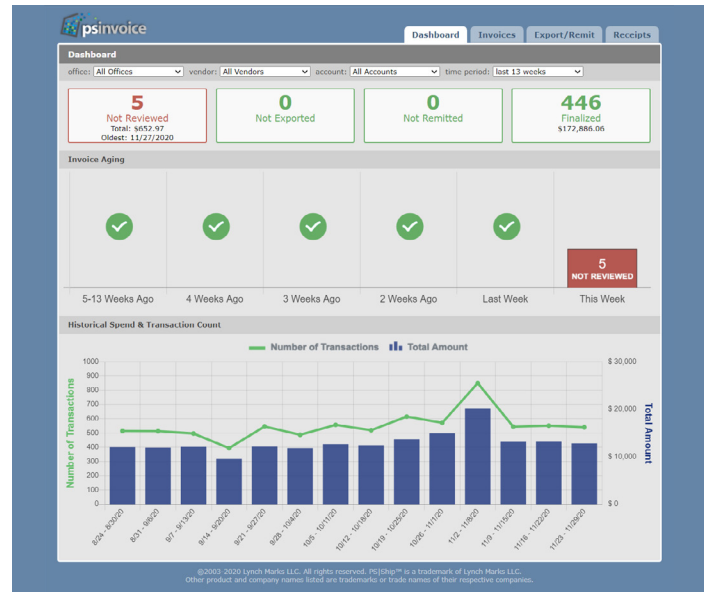 psinvoice
Dashboard Invoices Export/Remit Receipts
Dashboard
office: All Offices vendor: All Vendors account: All Accounts time period: last 13 weeks
5 0 0 446
Not Reviewed Not Exported Not Remitted Finalized
Total: $652.97 $172,886.06
Oldest: 11/27/2020
Invoice Aging
5
NOT REVIEWED
5-13 Weeks Ago 4 Weeks Ago 3 Weeks Ago 2 Weeks Ago Last Week This Week
Historical Spend & Transaction Count
Number of Transactions Total Amount
Number of Transactions
1000
900
800
700
600
500
400
300
200
100
0
$ 30,000
$ 20,000
$ 10,000
$ 0
Total Amount
8/24 - 8/30/20 8/31 - 9/6/20 9/7 - 9/13/20 9/14 - 9/20/20 9/21 - 9/27/20 9/28 - 10/4/20 10/5 - 10/11/20 10/12 - 10/18/20 10/19 - 10/25/20 10/26 - 11/1/20 11/2 - 11/8/20 11/9 - 11/15/20 11/16 - 11/22/20 11/23 - 11/29/20
©2003-2020 Lynch Marks LLC. All rights reserved. PS|Ship™ is a trademark of Lynch Marks LLC.
Other product and company names listed are trademarks or trade names of their respective companies.